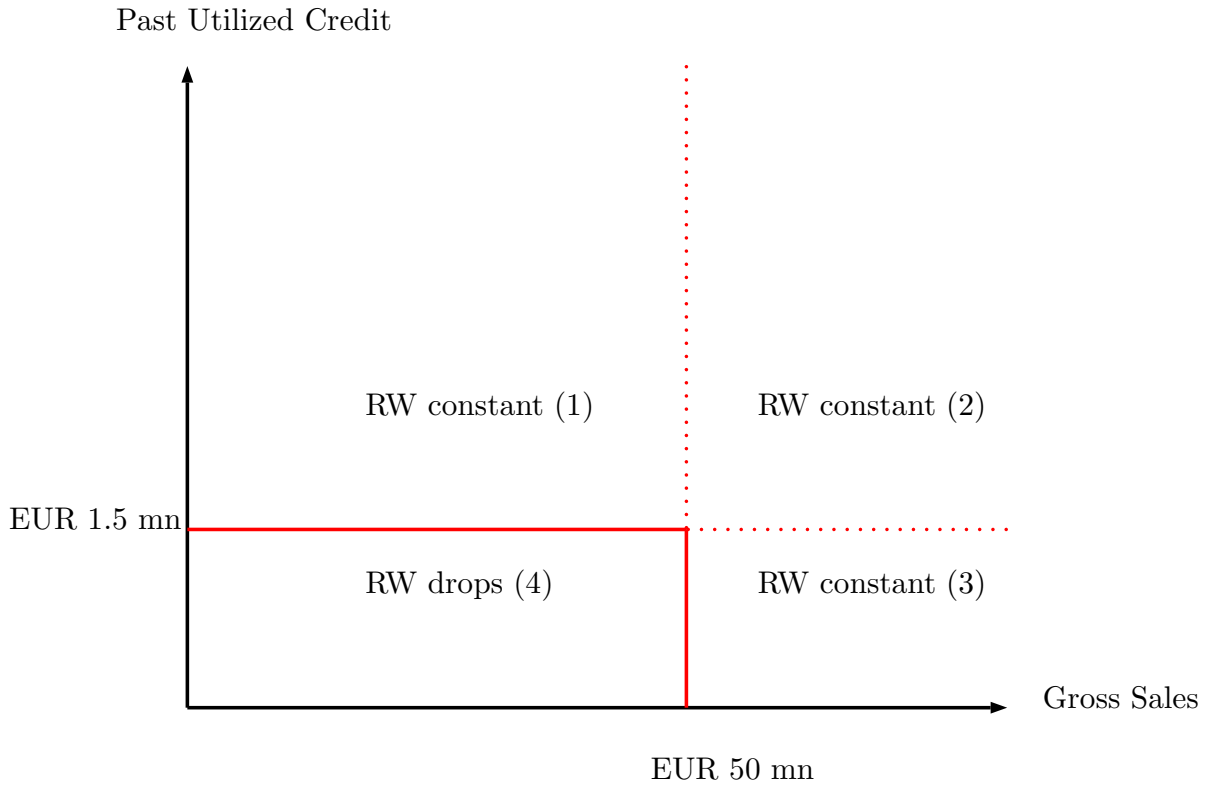 Past Utilized Credit
RW constant (1)
RW constant (2)
EUR 1.5 mn
RW drops (4)
RW constant (3)
Gross Sales
EUR 50 mn